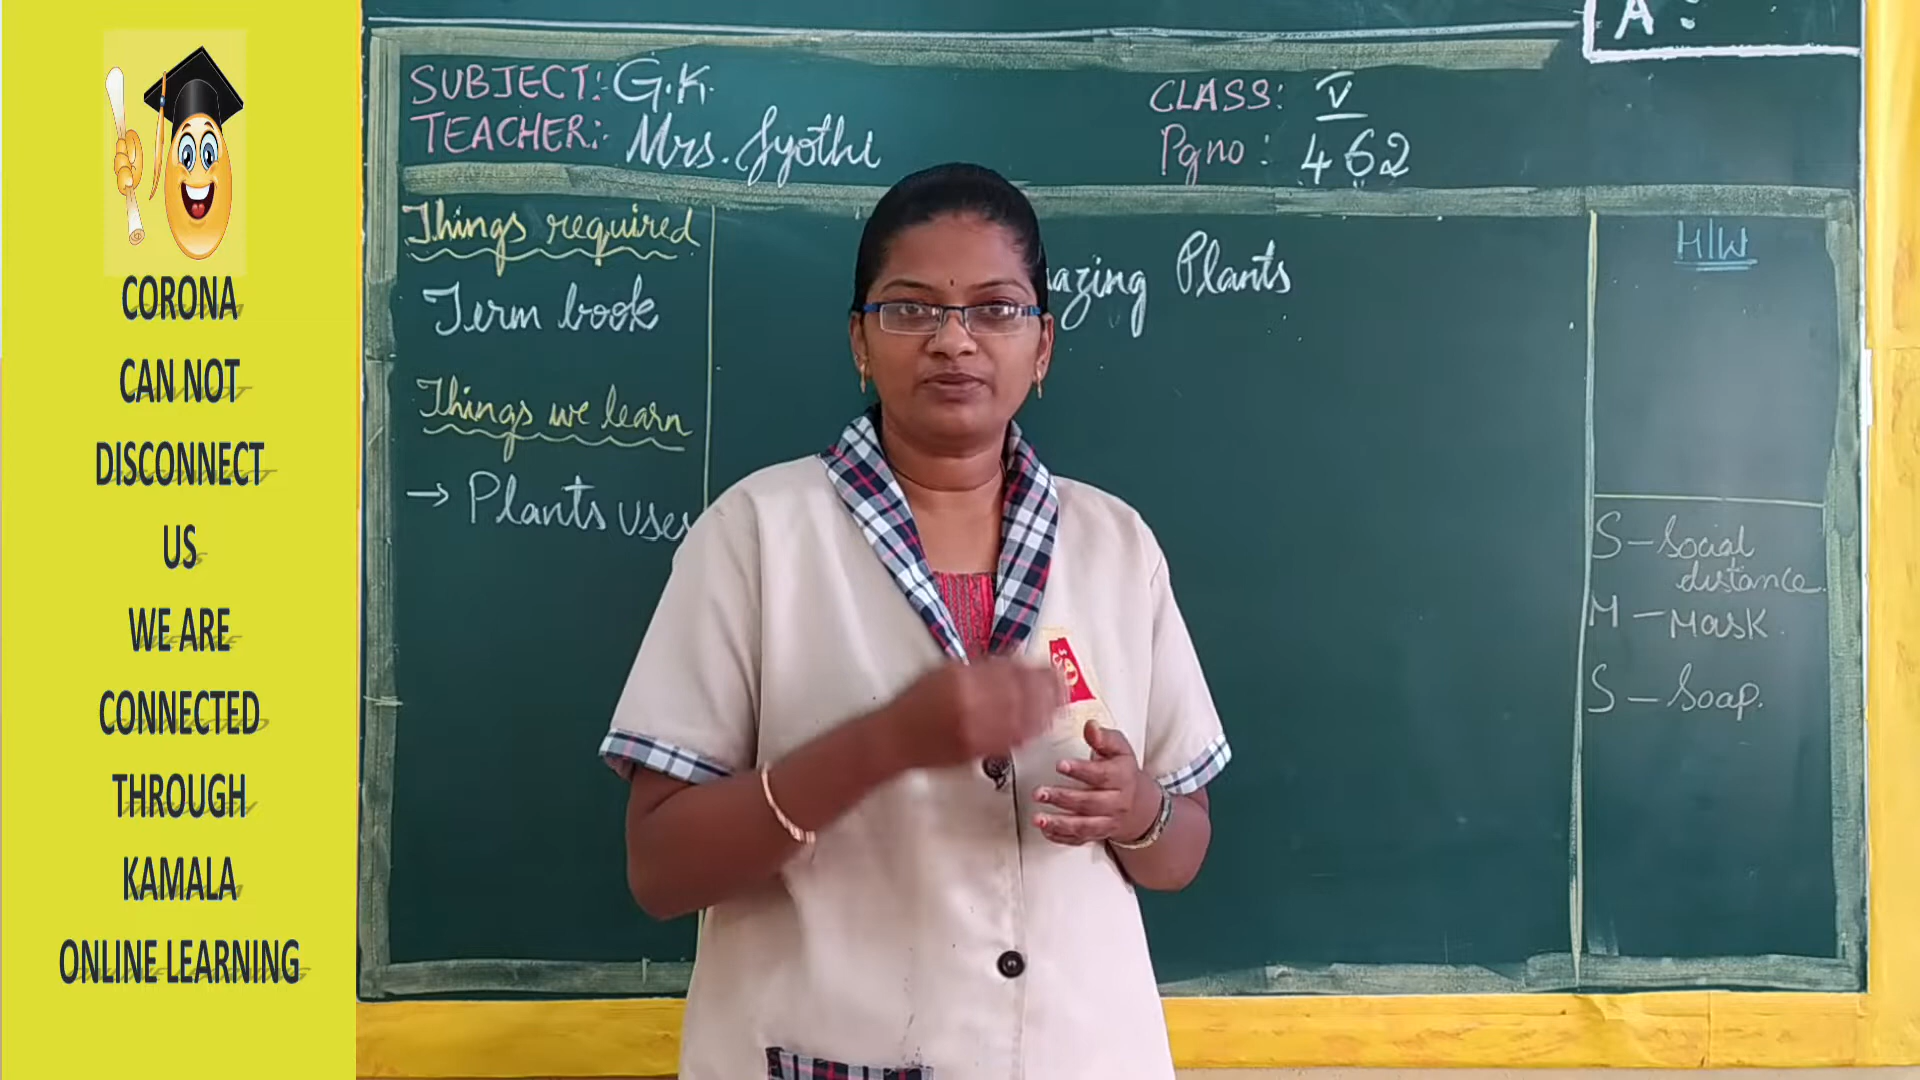 CORONA
CAN NOT
DISCONNECT
US
WE ARE
CONNECTED
THROUGH
KAMALA
ONLINE LEARNING
A:
SUBJECT:- G.K.
TEACHER:- Mrs. Jyothi
CLASS: V
Pg no : 462
Things required
Term book
Things we learn
→ Plants uses
Plants
H/W
S - Social
distance.
M - Mask.
S - Soap.